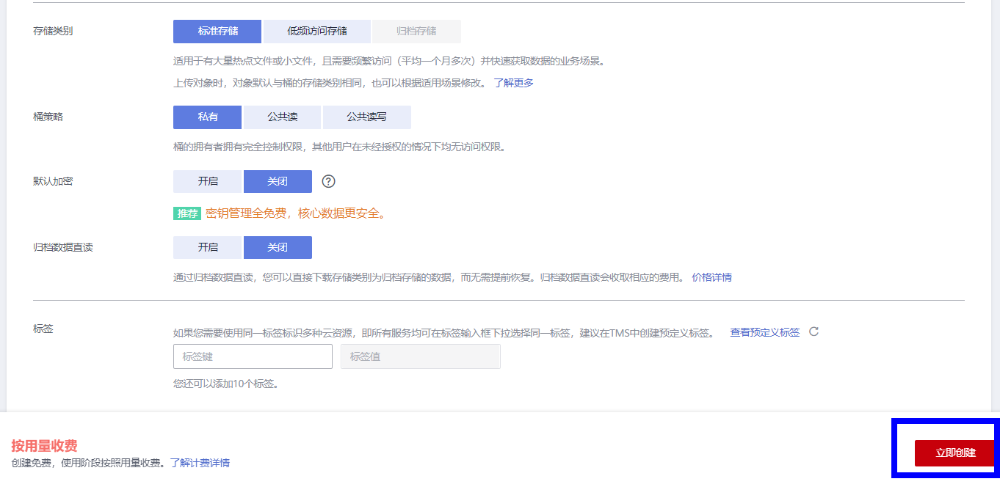 存储类别
标准存储 低频访问存储 归档存储
适用于有大量热点文件或小文件，且需要频繁访问（平均一个月多次）并快速获取数据的业务场景。
上传对象时，对象默认与桶的存储类别相同，也可以根据适用场景修改。 了解更多
桶策略
私有 公共读 公共读写
桶的拥有者拥有完全控制权限，其他用户在未经授权的情况下均无访问权限。
默认加密
开启 关闭 ?
推荐 密钥管理全免费，核心数据更安全。
归档数据直读
开启 关闭
通过归档数据直读，您可以直接下载存储类别为归档存储的数据，而无需提前恢复。归档数据直读会收取相应的费用。 价格详情
标签
如果您需要使用同一标签标识多种云资源，即所有服务均可在标签输入框下拉选择同一标签，建议在TMS中创建预定义标签。 查看预定义标签
标签键 标签值
您还可以添加10个标签。
按用量收费
创建免费，使用阶段按照用量收费。了解计费详情
立即创建